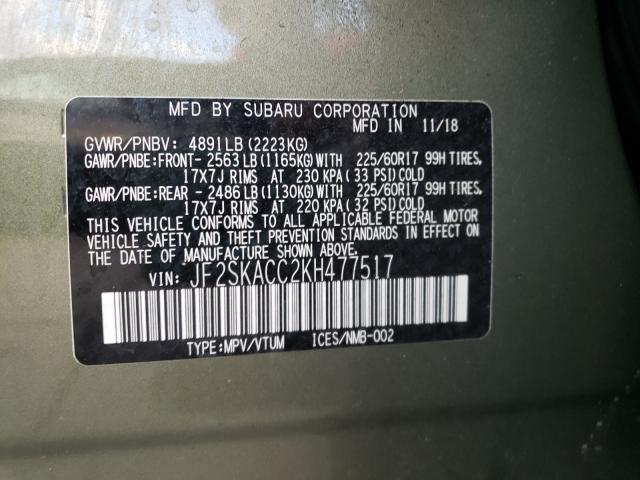 MFD BY SUBARU CORPORATION
MFD IN 11/18
GVWR/PNBV: 4891LB (2223KG)
GAWR/PNBE:FRONT- 2563 LB (1165KG) WITH 225/60R17 99H TIRES,
17X7J RIMS AT 230 KPA ( 33 PSI) COLD
GAWR/PNBE:REAR - 2486 LB (1130KG) WITH 225/60R17 99H TIRES,
17X7J RIMS AT 220 KPA ( 32 PSI) COLD
THIS VEHICLE CONFORMS TO ALL APPLICABLE FEDERAL MOTOR
VEHICLE SAFETY AND THEFT PREVENTION STANDARDS IN EFFECT ON
THE DATE OF MANUFACTURE SHOWN ABOVE.
VIN: JF2SKACC2KH477517
TYPE:MPV/VTUM 1CES/NMB-002